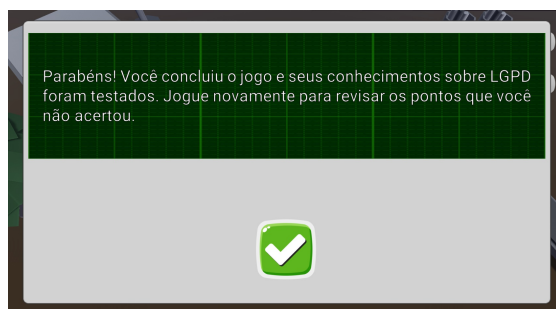 Parabéns! Você concluiu o jogo e seus conhecimentos sobre LGPD
foram testados. Jogue novamente para revisar os pontos que você
não acertou.